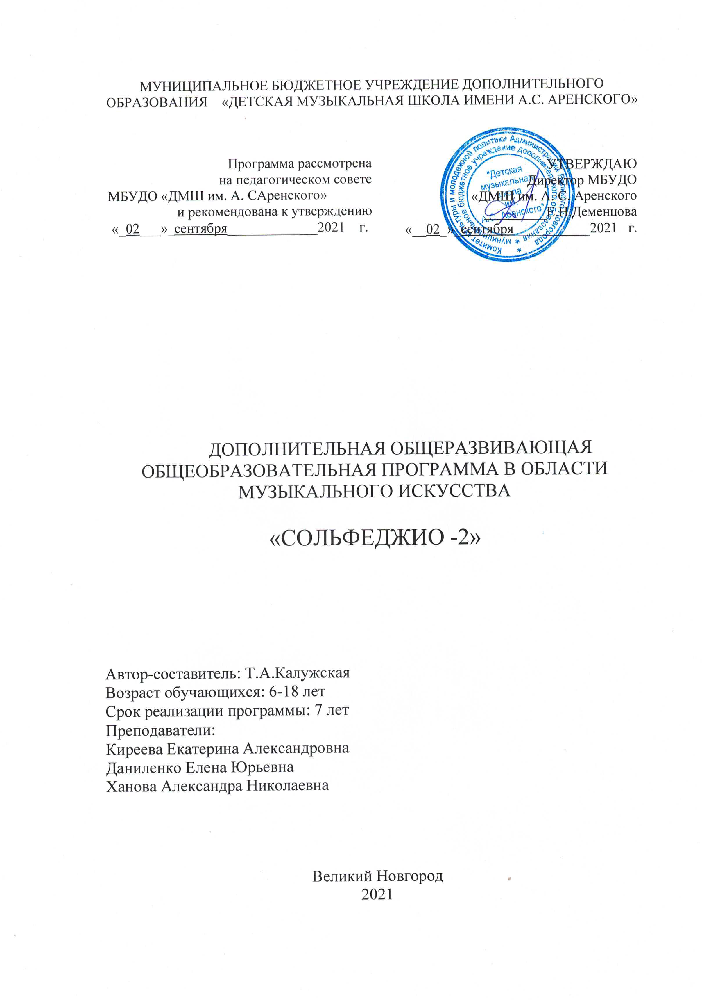 МУНИЦИПАЛЬНОЕ БЮДЖЕТНОЕ УЧРЕЖДЕНИЕ ДОПОЛНИТЕЛЬНОГО
ОБРАЗОВАНИЯ «ДЕТСКАЯ МУЗЫКАЛЬНАЯ ШКОЛА ИМЕНИ А.С. АРЕНСКОГО»
Программа рассмотрена
на педагогическом совете
МБУДО «ДМШ им. А. САренского»
и рекомендована к утверждению
«_02___»_сентября_____________2021 г.
УТВЕРЖДАЮ
Директор МБУДО
«ДМШ им. А. С. Аренского
_________Е.Н.Деменцова
«__02_»_сентября___________2021 г.
Комитет культуры и молодежной политики Администрации Великого Новгорода *
муниципальное бюджетное учреждение дополнительного образования *
"Детская
музыкальная
школа
им.
А.С. Аренского"
ДОПОЛНИТЕЛЬНАЯ ОБЩЕРАЗВИВАЮЩАЯ
ОБЩЕОБРАЗОВАТЕЛЬНАЯ ПРОГРАММА В ОБЛАСТИ
МУЗЫКАЛЬНОГО ИСКУССТВА
«СОЛЬФЕДЖИО -2»
Автор-составитель: Т.А.Калужская
Возраст обучающихся: 6-18 лет
Срок реализации программы: 7 лет
Преподаватели:
Киреева Екатерина Александровна
Даниленко Елена Юрьевна
Ханова Александра Николаевна
Великий Новгород
2021